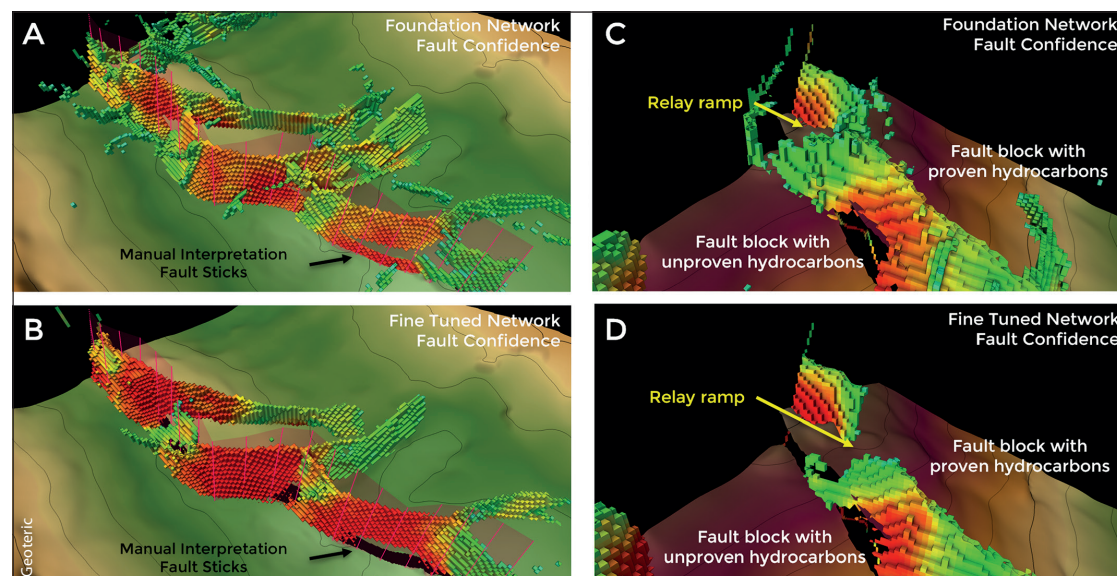 A
Foundation Network
Fault Confidence
Manual Interpretation
Fault Sticks
C
Foundation Network
Fault Confidence
Relay ramp
Fault block with
proven hydrocarbons
Fault block with
unproven hydrocarbons
B
Fine Tuned Network
Fault Confidence
Manual Interpretation
Fault Sticks
Geoteric
D
Fine Tuned Network
Fault Confidence
Relay ramp
Fault block with
proven hydrocarbons
Fault block with
unproven hydrocarbons